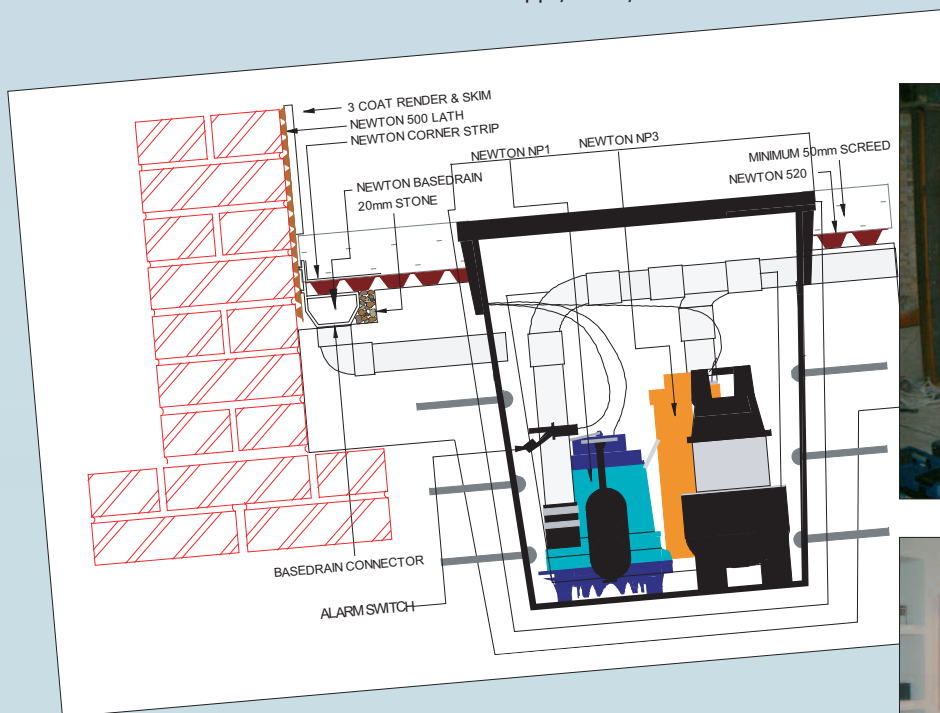 3 COAT RENDER & SKIM
NEWTON 500 LATH
NEWTON CORNER STRIP
NEWTON NP1
NEWTON NP3
MINIMUM 50mm SCREED
NEWTON 520
NEWTON BASEDRAIN
20mm STONE
BASEDRAIN CONNECTOR
ALARM SWITCH